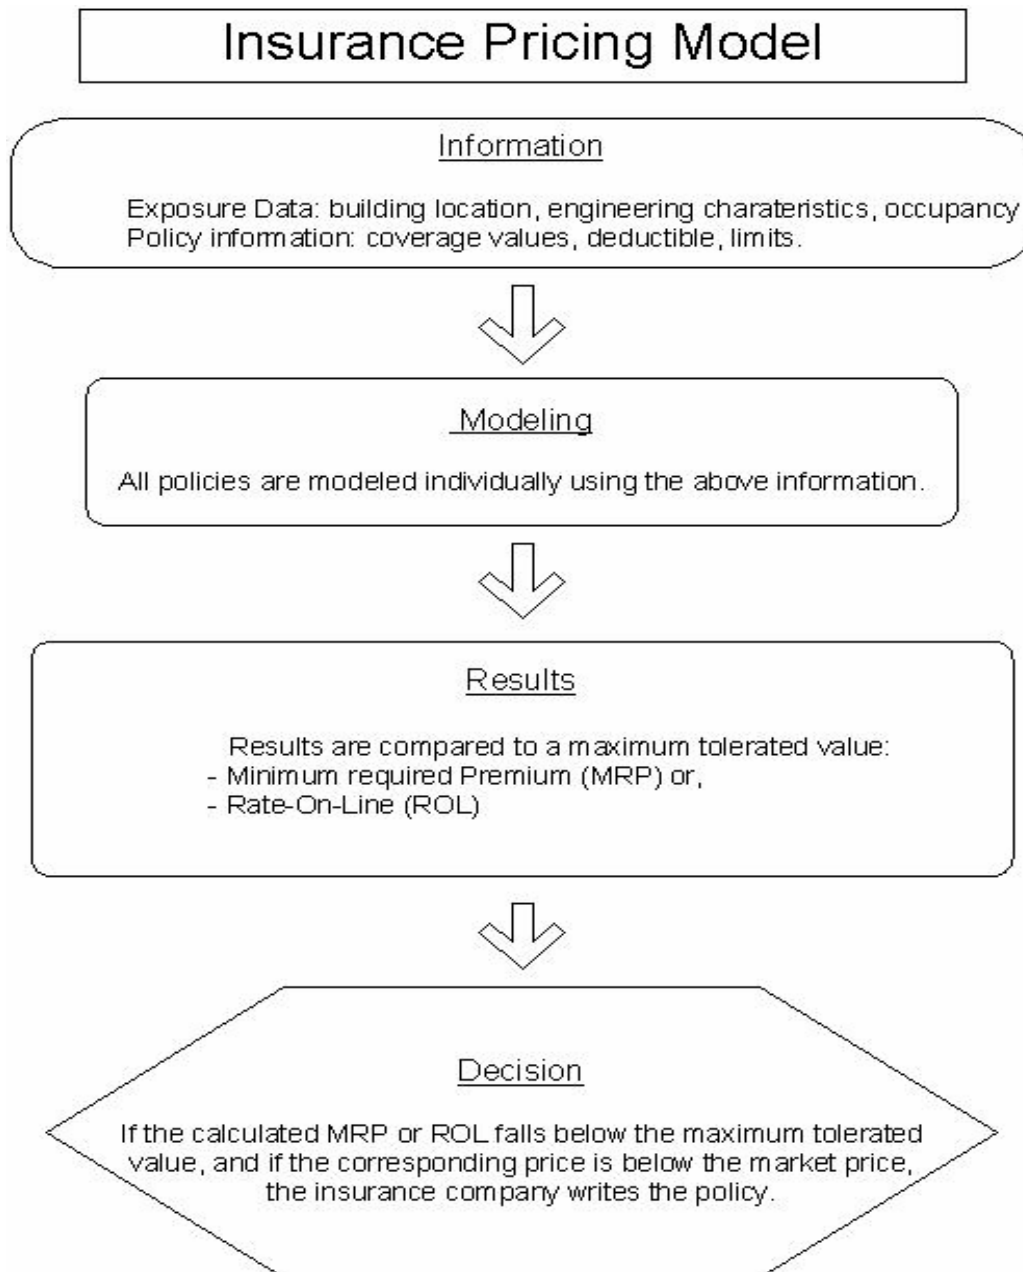 Insurance Pricing Model
Information
Exposure Data: building location, engineering charateristics, occupancy
Policy information: coverage values, deductible, limits.
Modeling
All policies are modeled individually using the above information.
Results
Results are compared to a maximum tolerated value:
- Minimum required Premium (MRP) or,
- Rate-On-Line (ROL)
Decision
If the calculated MRP or ROL falls below the maximum tolerated
value, and if the corresponding price is below the market price,
the insurance company writes the policy.